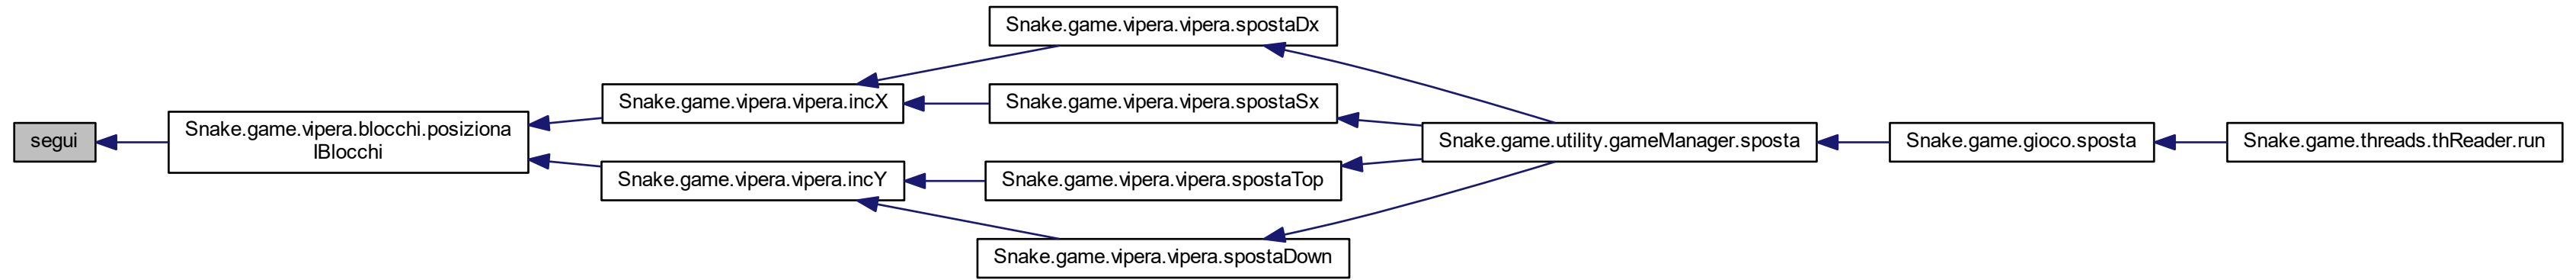 segui
Snake.game.vipera.blocchi.posiziona
IBlocchi
Snake.game.vipera.vipera.incX
Snake.game.vipera.vipera.incY
Snake.game.vipera.vipera.spostaDx
Snake.game.vipera.vipera.spostaSx
Snake.game.vipera.vipera.spostaTop
Snake.game.vipera.vipera.spostaDown
Snake.game.utility.gameManager.sposta
Snake.game.gioco.sposta
Snake.game.threads.thReader.run